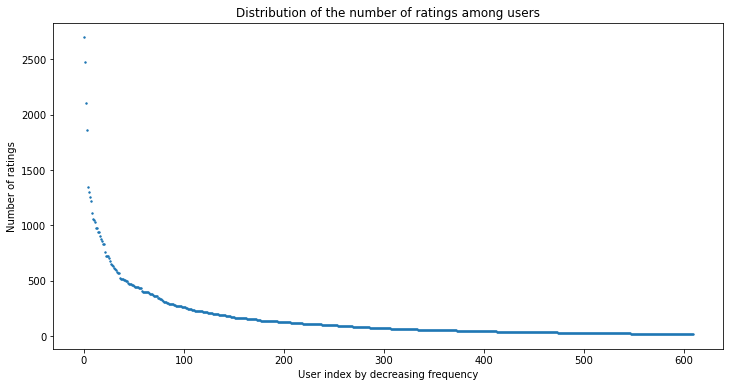 Distribution of the number of ratings among users
2500
2000
1500
1000
500
0
Number of ratings
0 100 200 300 400 500 600
User index by decreasing frequency